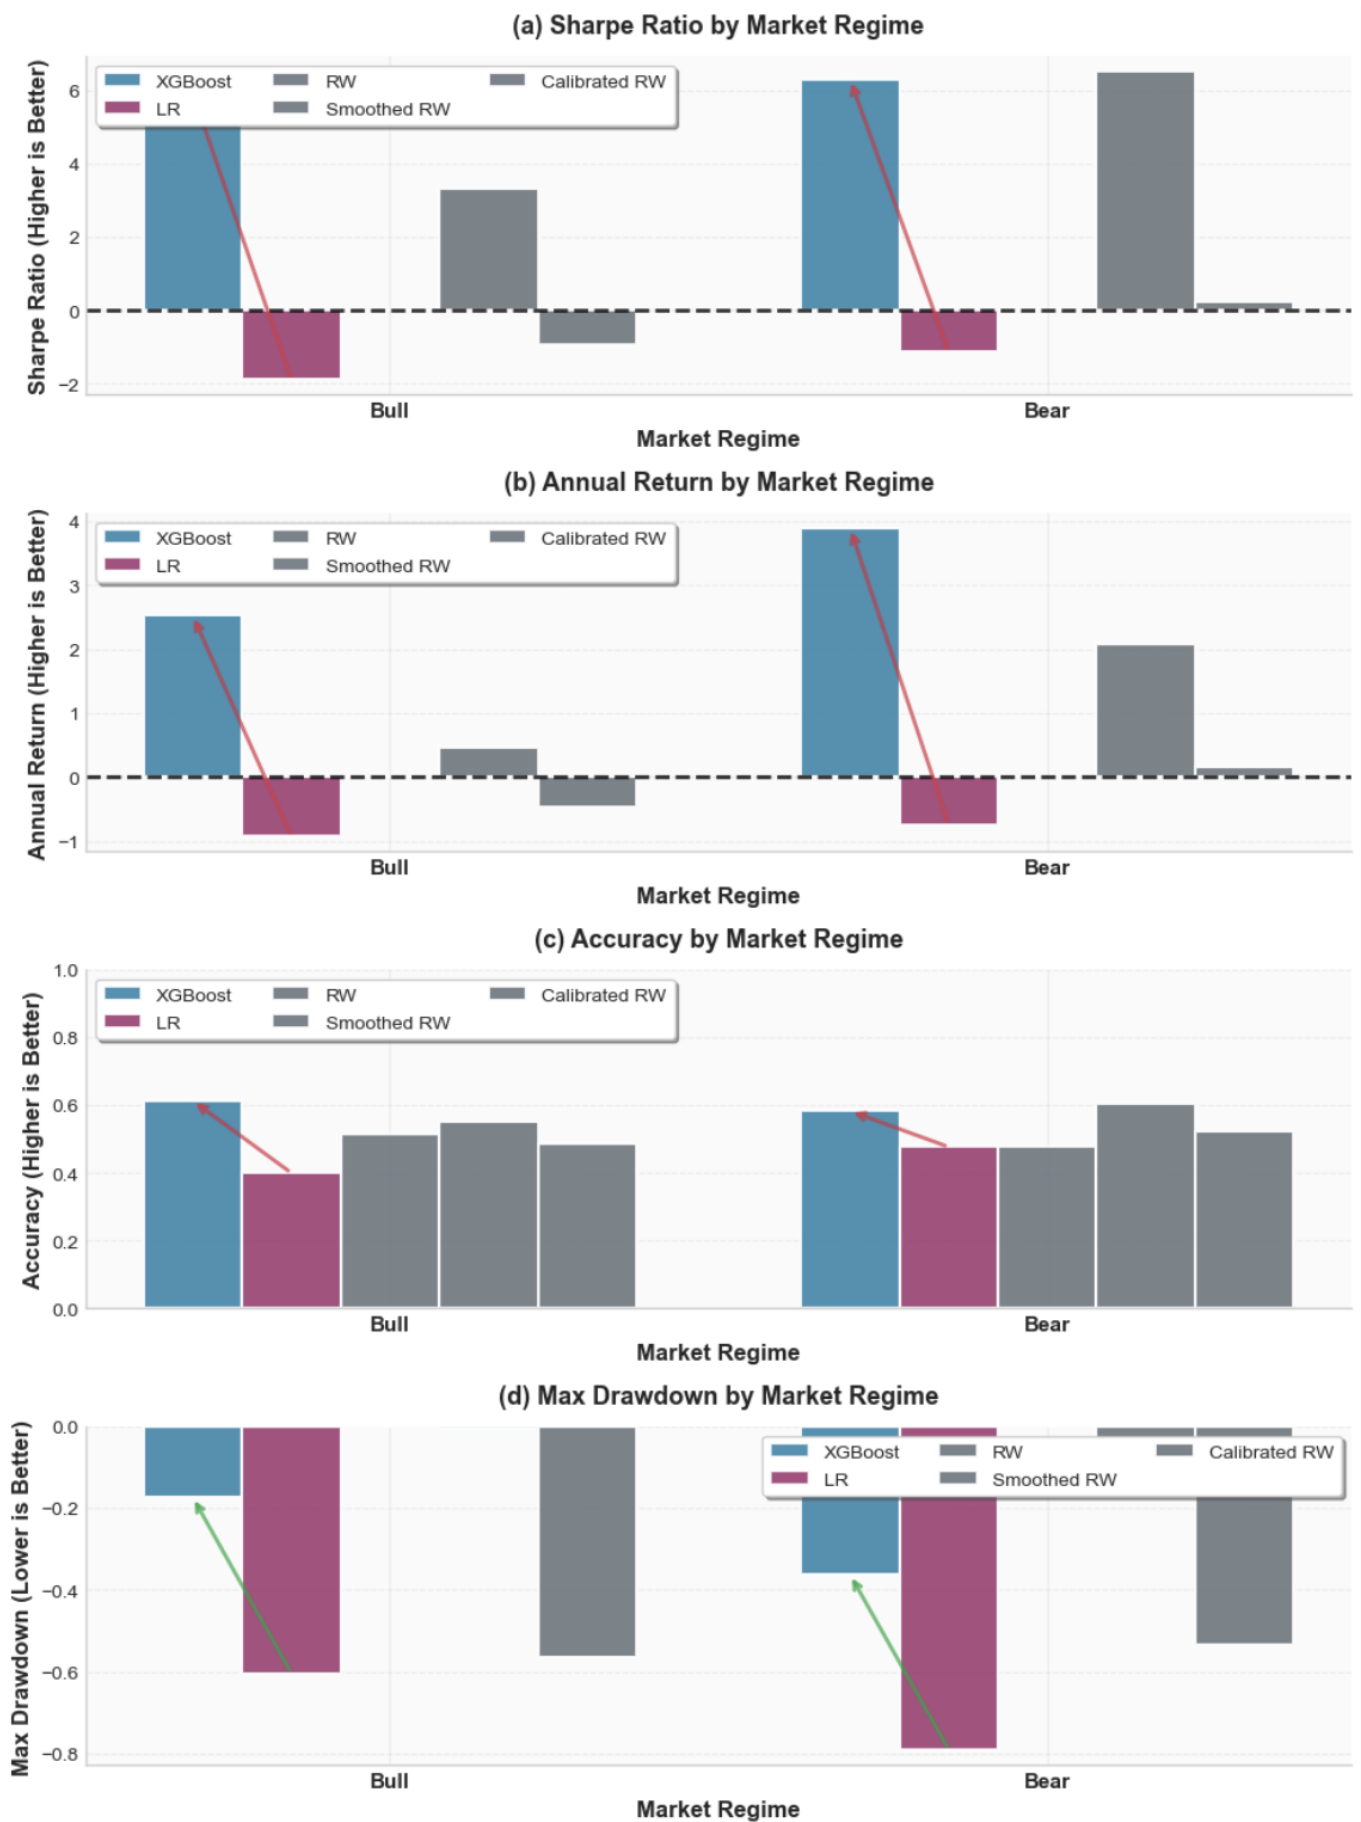 (a) Sharpe Ratio by Market Regime
Sharpe Ratio (Higher is Better)
XGBoost RW Calibrated RW
LR Smoothed RW
6
4
2
0
−2
Bull Bear
Market Regime
(b) Annual Return by Market Regime
Annual Return (Higher is Better)
XGBoost RW Calibrated RW
LR Smoothed RW
4
3
2
1
0
−1
Bull Bear
Market Regime
(c) Accuracy by Market Regime
Accuracy (Higher is Better)
XGBoost RW Calibrated RW
LR Smoothed RW
1.0
0.8
0.6
0.4
0.2
0.0
Bull Bear
Market Regime
(d) Max Drawdown by Market Regime
Max Drawdown (Lower is Better)
XGBoost RW Calibrated RW
LR Smoothed RW
0.0
−0.2
−0.4
−0.6
−0.8
Bull Bear
Market Regime